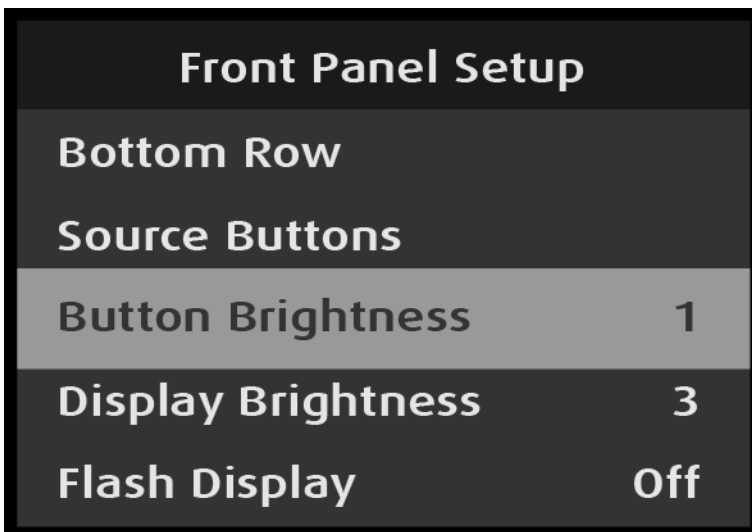 Front Panel Setup
Bottom Row
Source Buttons
Button Brightness 1
Display Brightness 3
Flash Display Off